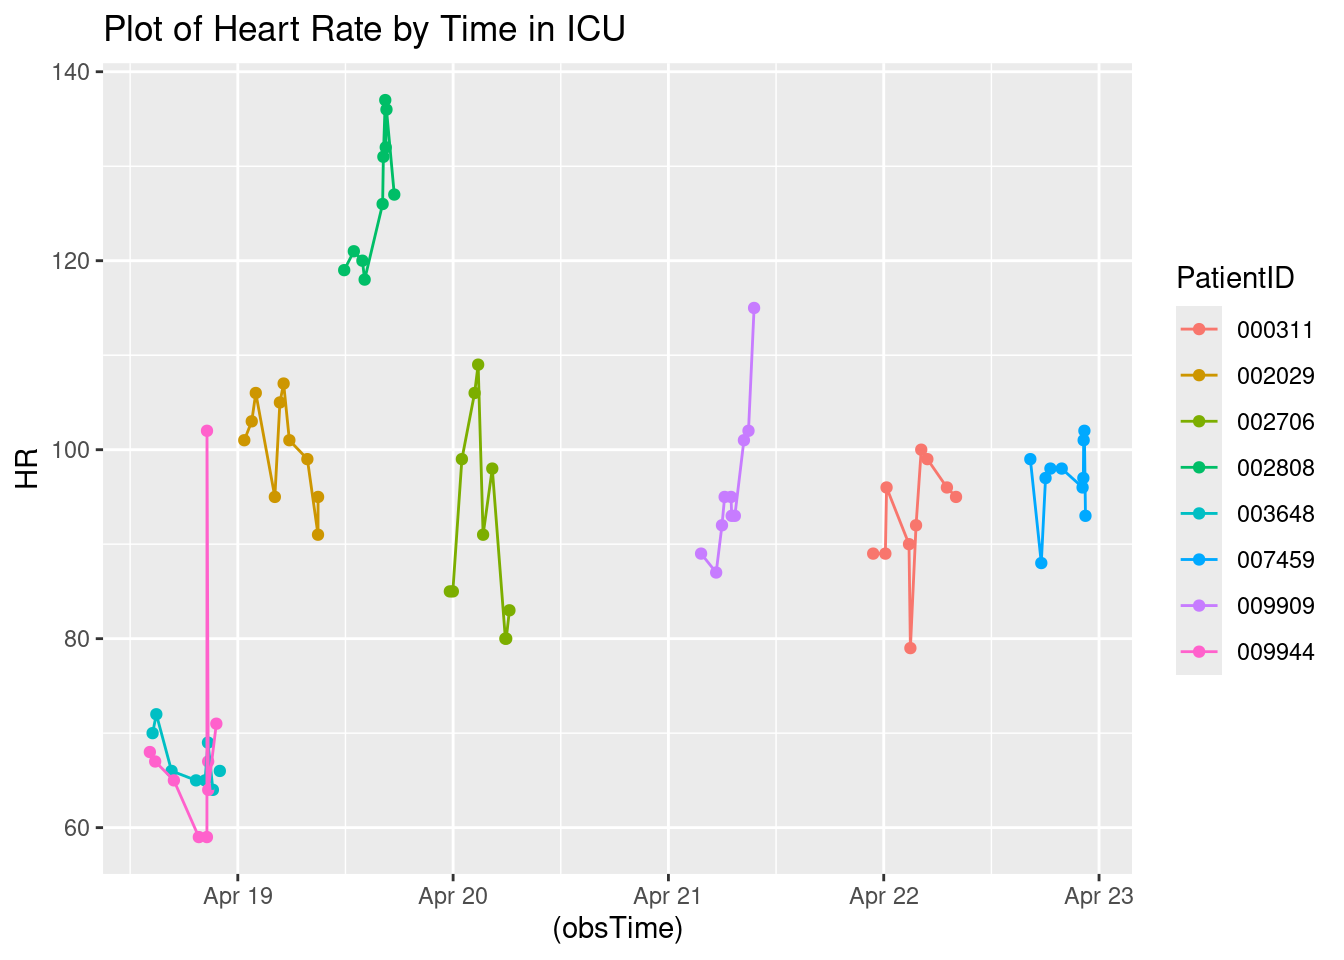 Plot of Heart Rate by Time in ICU
140
120
100
80
60
HR
Apr 19
Apr 20
Apr 21
Apr 22
Apr 23
(obsTime)
PatientID
000311
002029
002706
002808
003648
007459
009909
009944